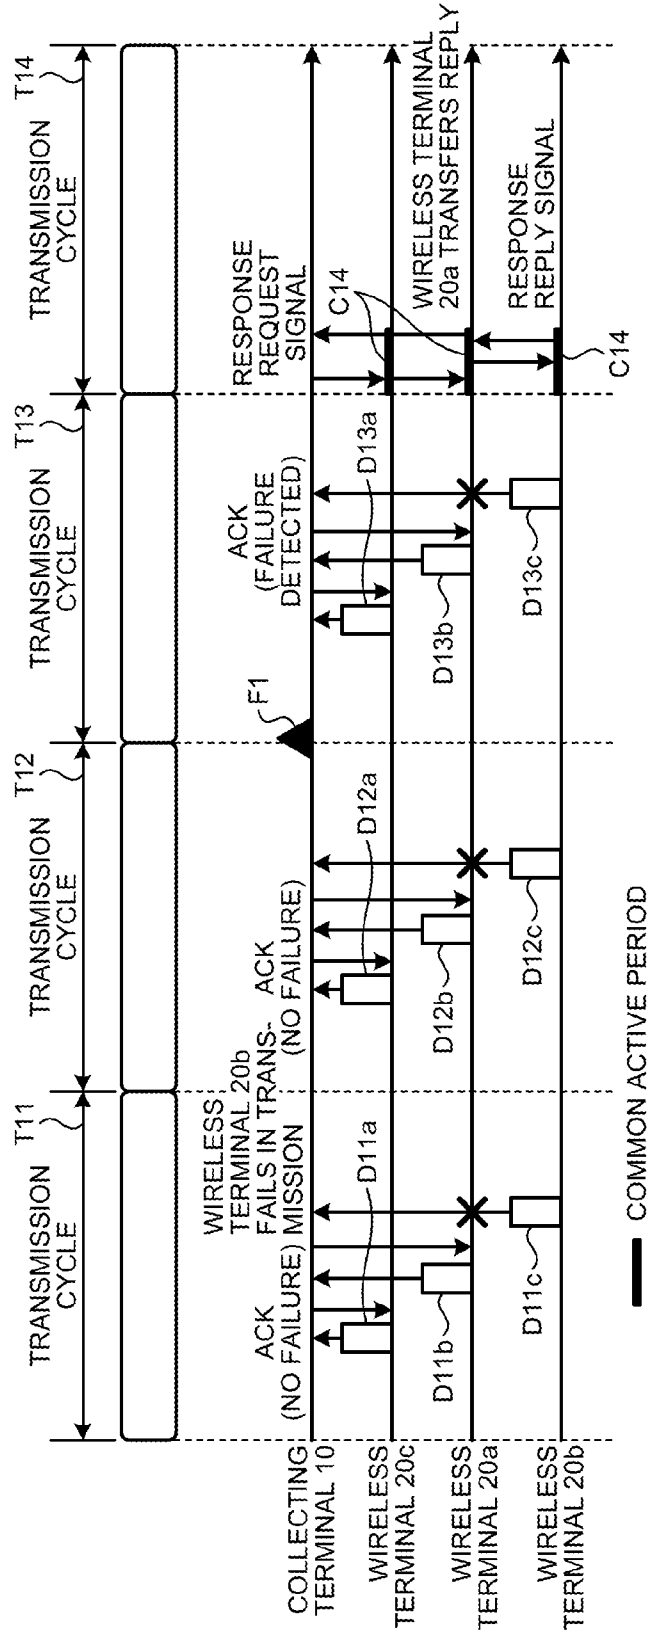 TRANSMISSION
CYCLE
T11
TRANSMISSION
CYCLE
T12
TRANSMISSION
CYCLE
T13
TRANSMISSION
CYCLE
T14
WIRELESS
TERMINAL 20b
FAILS IN TRANS-
MISSION
ACK
(NO FAILURE)
ACK
(NO FAILURE)
F1
ACK
(FAILURE
DETECTED)
RESPONSE
REQUEST
SIGNAL
COLLECTING
TERMINAL 10
D11a
D12a
D13a
C14
WIRELESS
TERMINAL 20c
WIRELESS TERMINAL
20a TRANSFERS REPLY
D11b
D12b
D13b
WIRELESS
TERMINAL 20a
RESPONSE
REPLY SIGNAL
D11c
D12c
D13c
WIRELESS
TERMINAL 20b
C14
COMMON ACTIVE PERIOD